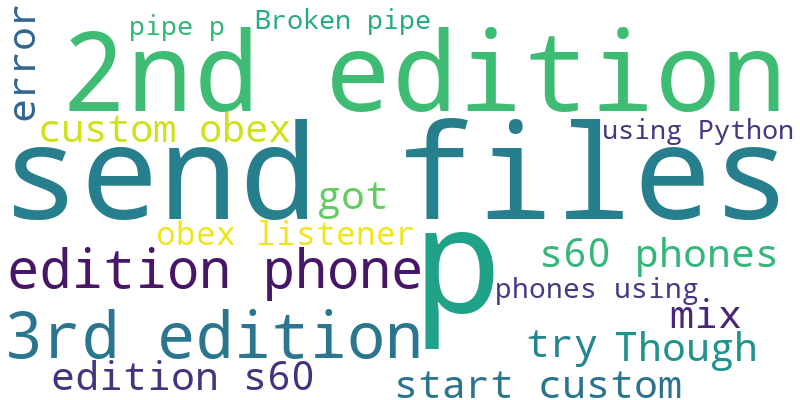 pipe p
Broken pipe
error
2nd edition
custom obex
using Python
send files
got
obex listener
p
s60 phones
edition phone
phones using
mix
3rd edition
try
Though
edition s60
start custom